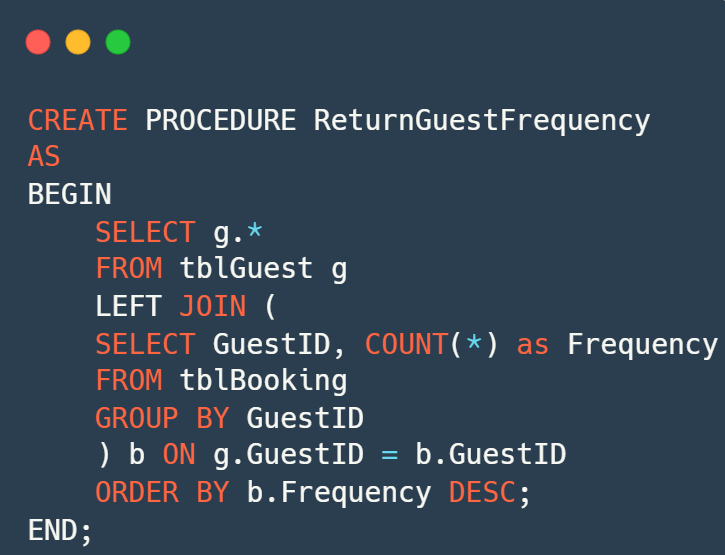 CREATE PROCEDURE ReturnGuestFrequency
AS
BEGIN
    SELECT g.*
    FROM tblGuest g
    LEFT JOIN (
    SELECT GuestID, COUNT(*) as Frequency
    FROM tblBooking
    GROUP BY GuestID
    ) b ON g.GuestID = b.GuestID
    ORDER BY b.Frequency DESC;
END;